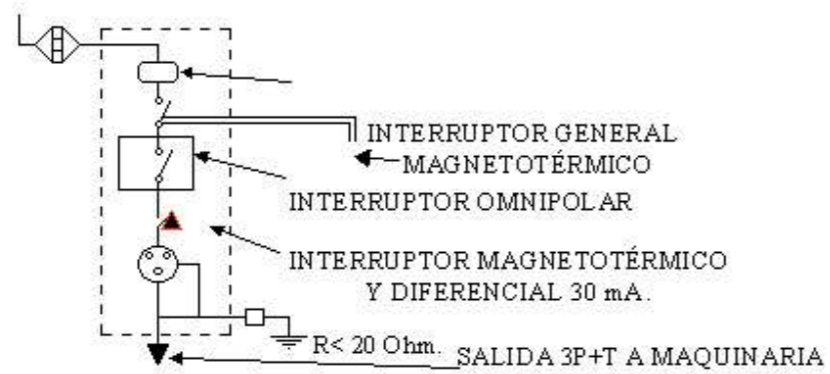 INTERRUPTOR GENERAL
MAGNETOTÉRMICO
INTERRUPTOR OMNIPOLAR
INTERRUPTOR MAGNETOTÉRMICO
Y DIFERENCIAL 30 mA.
R< 20 Ohm.
SALIDA 3P+T A MAQUINARIA